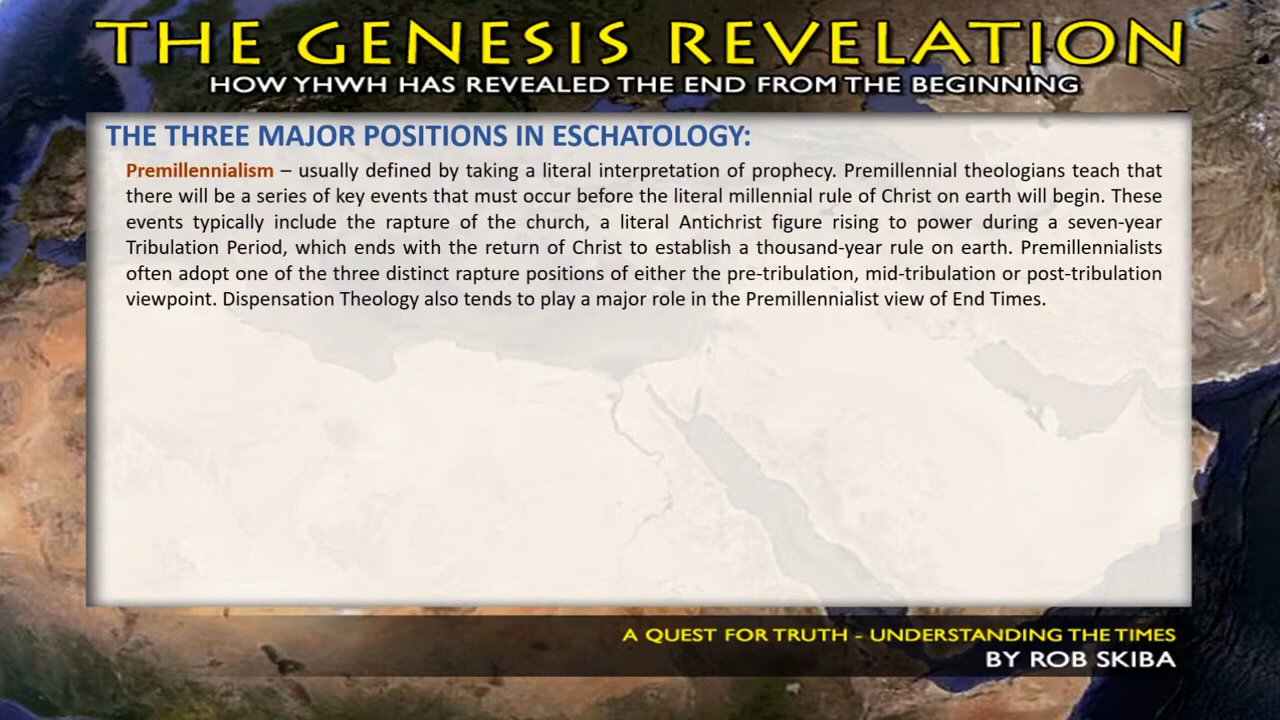 THE GENESIS REVELATION
HOW YHWH HAS REVEALED THE END FROM THE BEGINNING
THE THREE MAJOR POSITIONS IN ESCHATOLOGY:
Premillennialism – usually defined by taking a literal interpretation of prophecy. Premillennial theologians teach that
there will be a series of key events that must occur before the literal millennial rule of Christ on earth will begin. These
events typically include the rapture of the church, a literal Antichrist figure rising to power during a seven-year
Tribulation Period, which ends with the return of Christ to establish a thousand-year rule on earth. Premillennialists
often adopt one of the three distinct rapture positions of either the pre-tribulation, mid-tribulation or post-tribulation
viewpoint. Dispensation Theology also tends to play a major role in the Premillennialist view of End Times.
A QUEST FOR TRUTH - UNDERSTANDING THE TIMES
BY ROB SKIBA